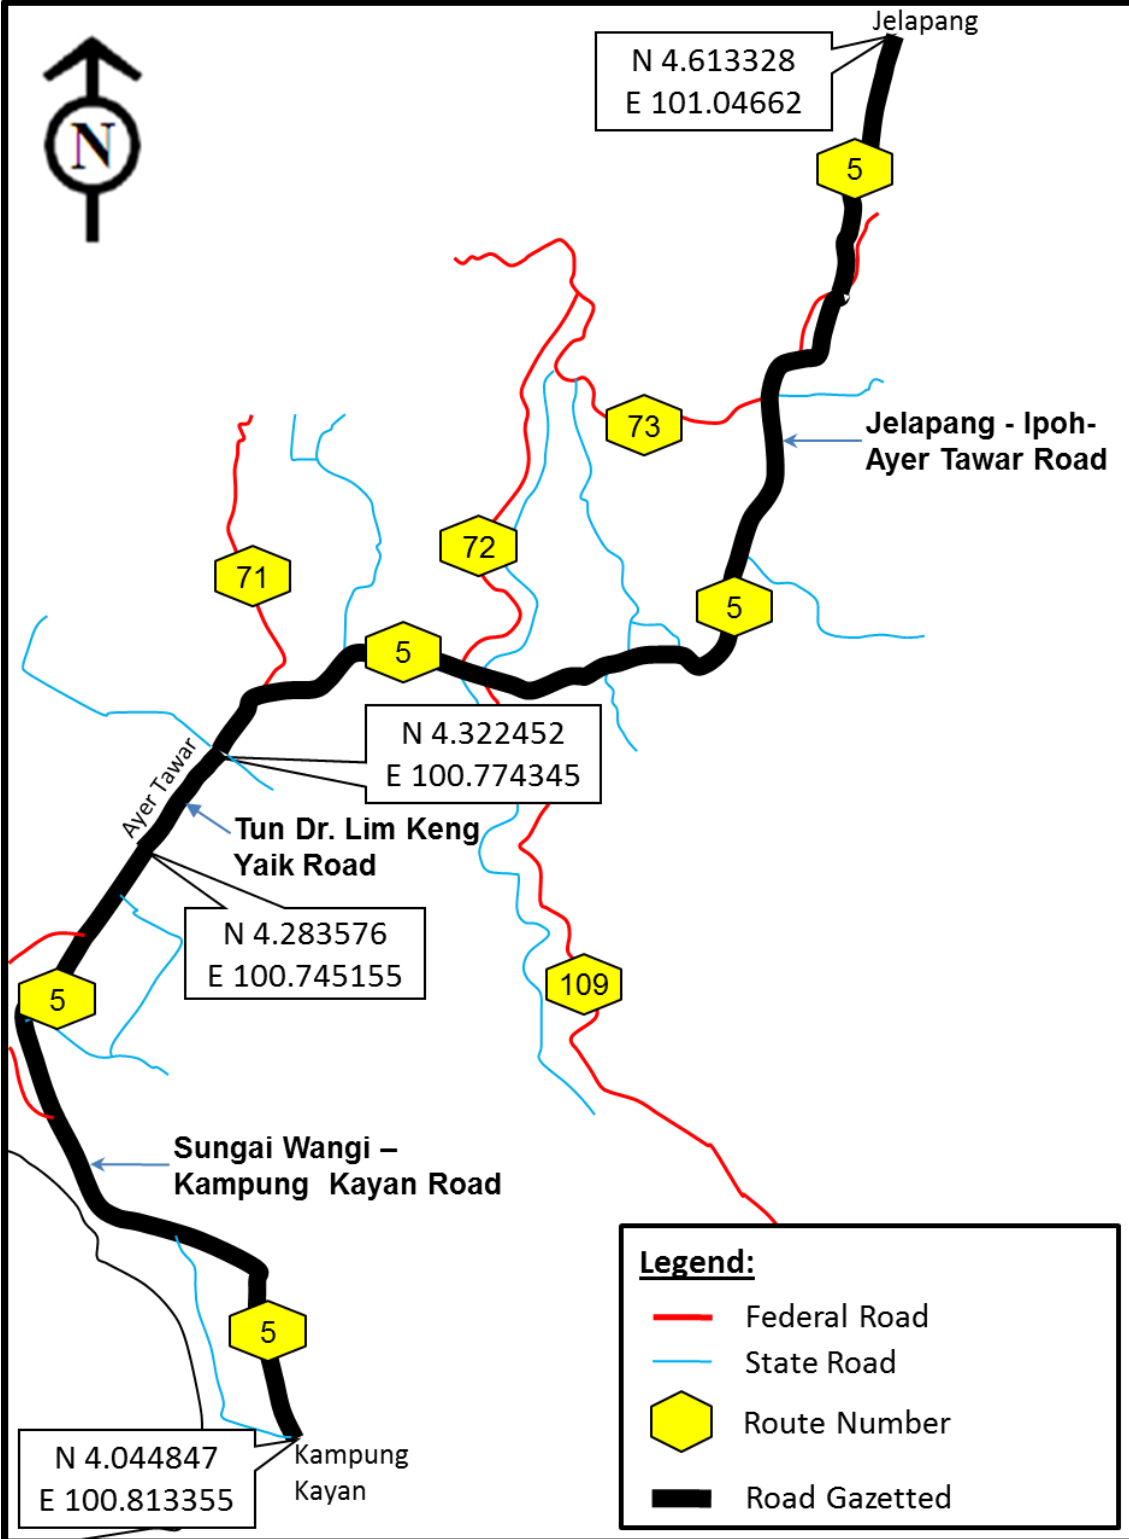 Jelapang
N 4.613328
E 101.04662
N
5
73
Jelapang - Ipoh-
Ayer Tawar Road
72
71
5
5
N 4.322452
E 100.774345
Ayer Tawar
Tun Dr. Lim Keng
Yaik Road
N 4.283576
E 100.745155
5
109
Sungai Wangi –
Kampung Kayan Road
5
N 4.044847
E 100.813355
Kampung
Kayan
Legend:
Federal Road
State Road
Route Number
Road Gazetted